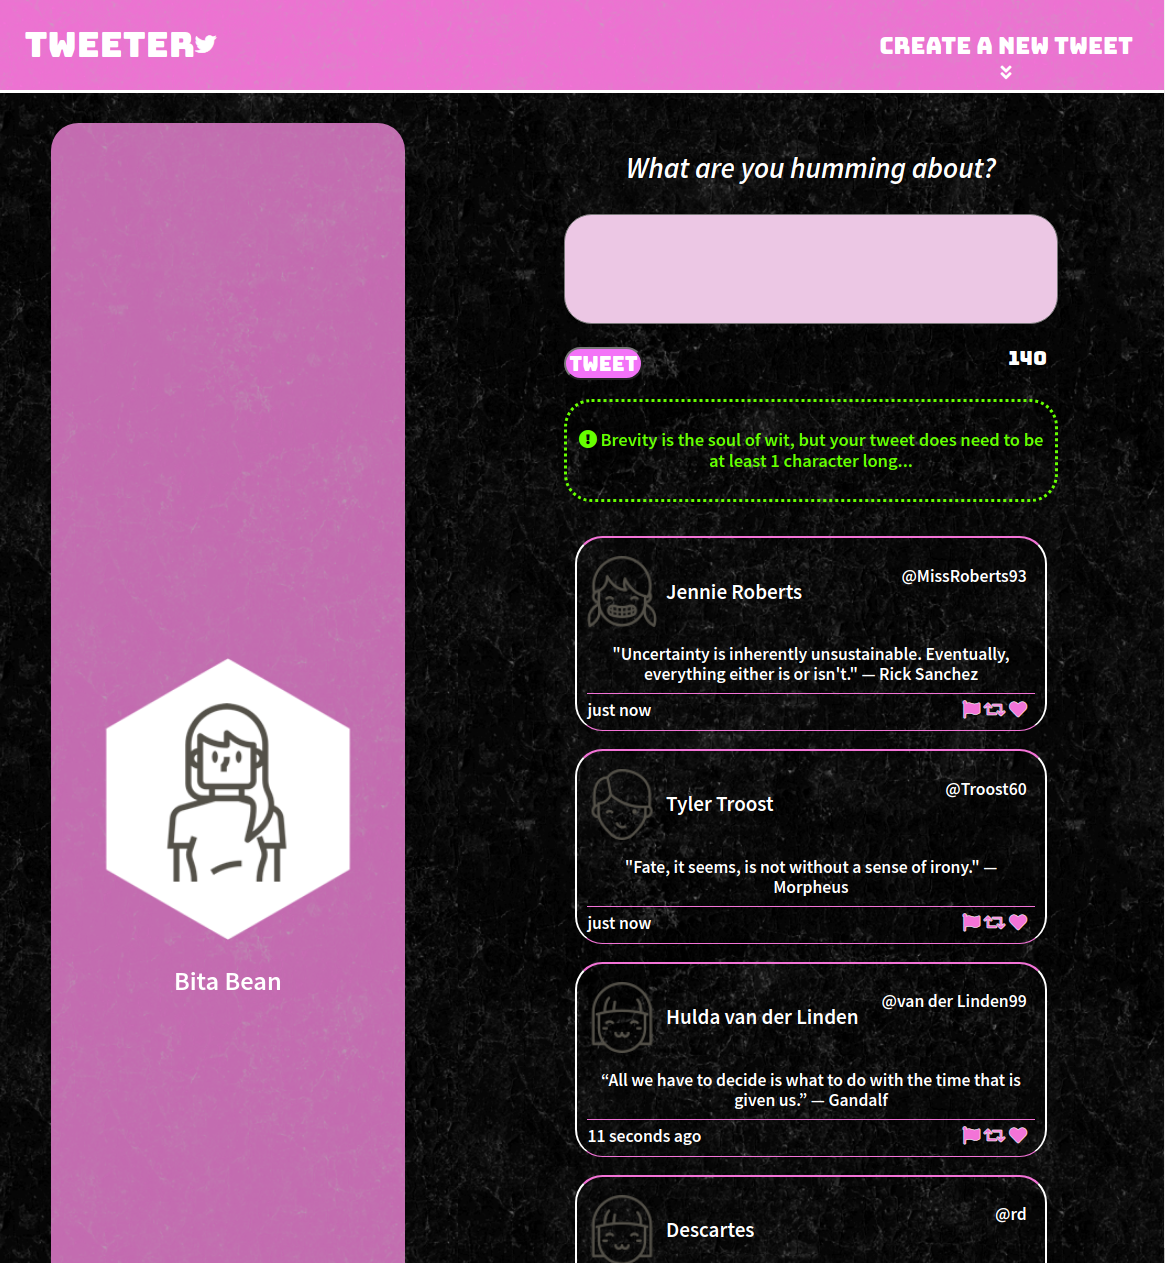 TWEETER
CREATE A NEW TWEET
What are you humming about?
TWEET
140
Brevity is the soul of wit, but your tweet does need to be
at least 1 character long...
Jennie Roberts
@MissRoberts93
"Uncertainty is inherently unsustainable. Eventually,
everything either is or isn't." — Rick Sanchez
just now
Tyler Troost
@Troost60
"Fate, it seems, is not without a sense of irony." —
Morpheus
just now
Bita Bean
Hulda van der Linden
@van der Linden99
“All we have to decide is what to do with the time that is
given us.” — Gandalf
11 seconds ago
Descartes
@rd